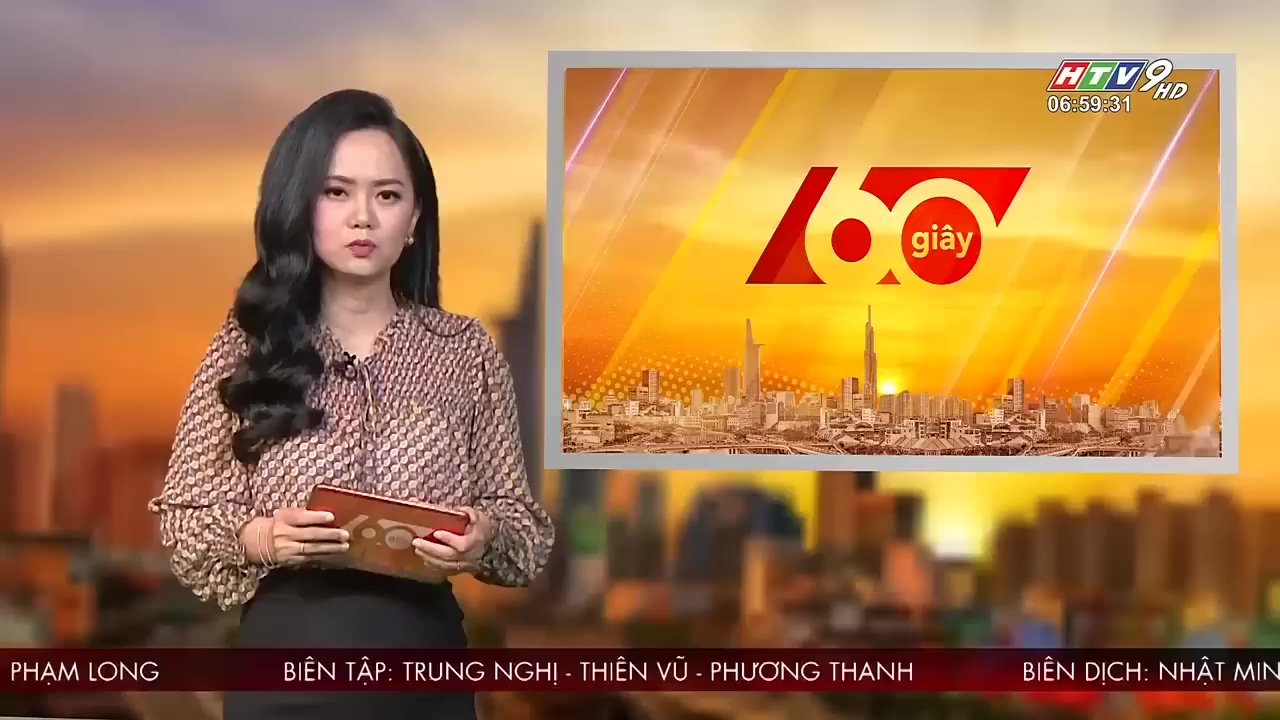 HTV9 HD
06:59:31
60 giây
PHẠM LONG
BIÊN TẬP: TRUNG NGHỊ - THIÊN VŨ - PHƯƠNG THANH
BIÊN DỊCH: NHẬT MIN